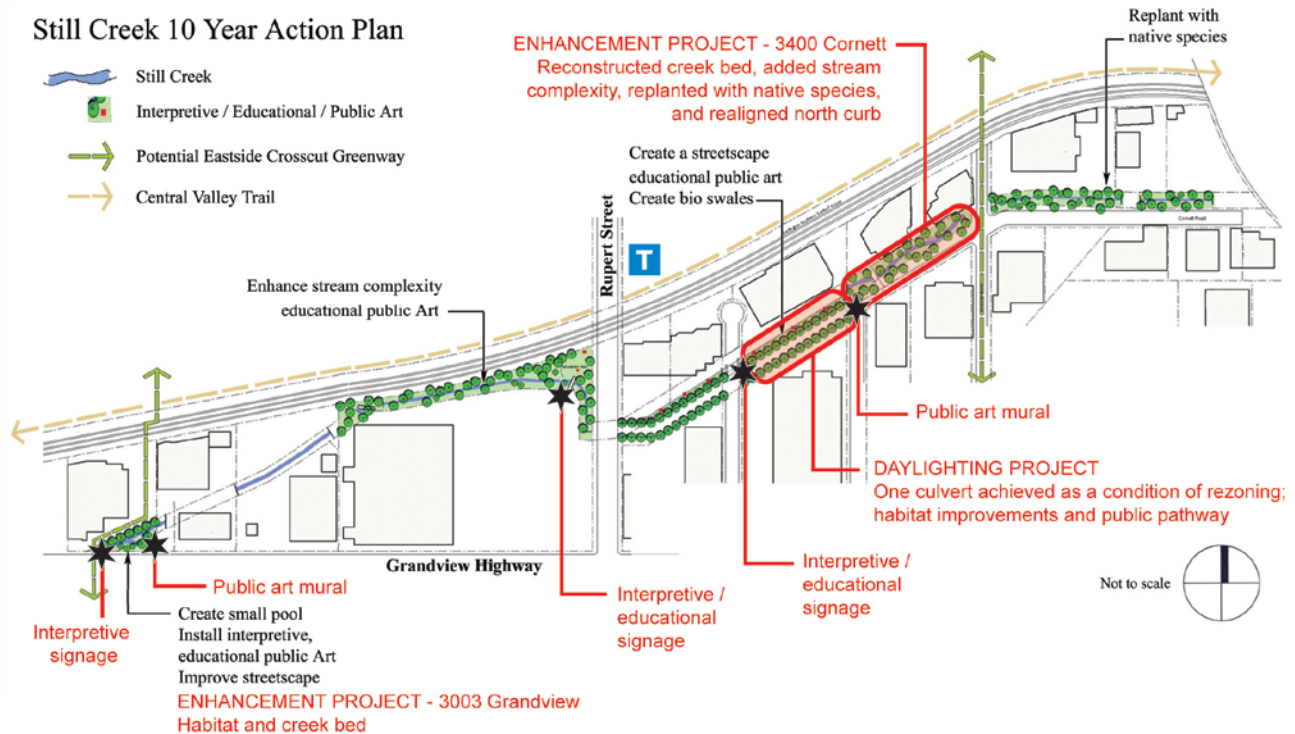 Still Creek 10 Year Action Plan
Still Creek
Interpretive / Educational / Public Art
Potential Eastside Crosscut Greenway
Central Valley Trail
ENHANCEMENT PROJECT - 3400 Cornett
Reconstructed creek bed, added stream
complexity, replanted with native species,
and realigned north curb
Replant with
native species
Create a streetscape
educational public art
Create bio swales
Rupert Street
T
Cornett Road
Enhance stream complexity
educational public Art
Public art mural
DAYLIGHTING PROJECT
One culvert achieved as a condition of rezoning;
habitat improvements and public pathway
Interpretive /
educational
signage
Interpretive /
educational
signage
Grandview Highway
Not to scale
Public art mural
Interpretive
signage
Create small pool
Install interpretive,
educational public Art
Improve streetscape
ENHANCEMENT PROJECT - 3003 Grandview
Habitat and creek bed